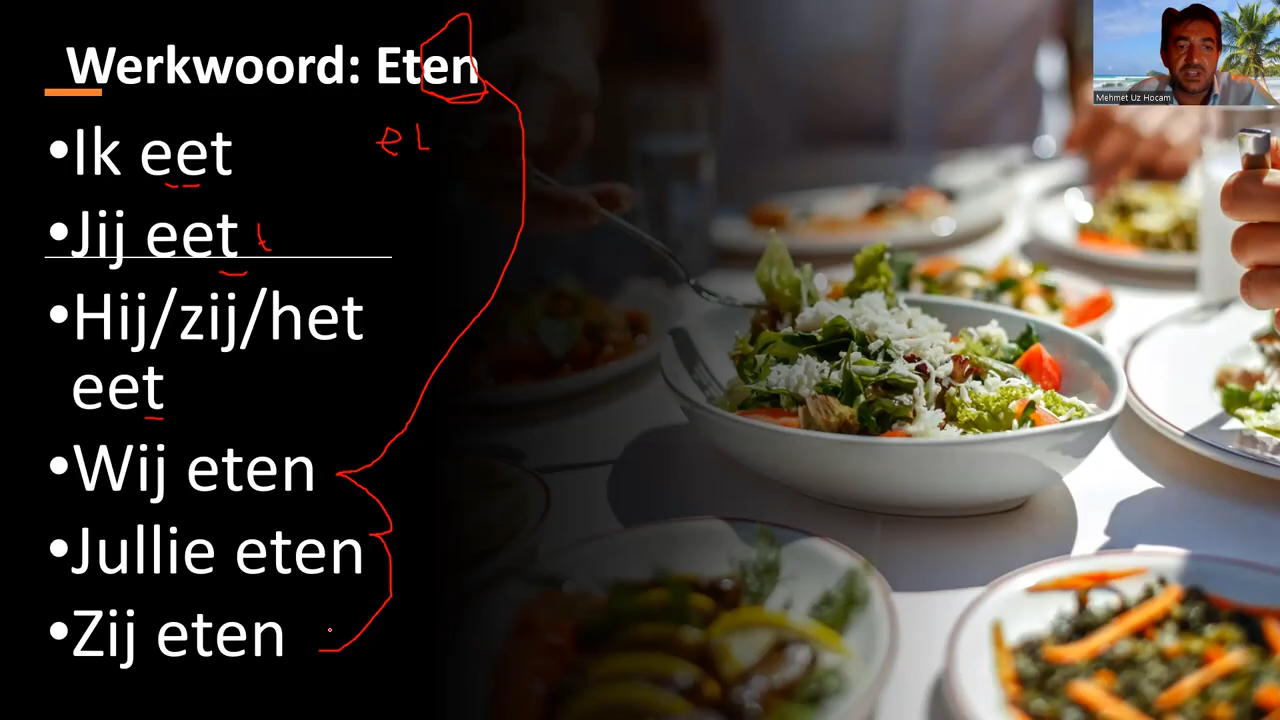 Werkwoord: Eten
Mehmet Uz Hocam
•Ik eet
•Jij eet t
•Hij/zij/het
eet
•Wij eten
•Jullie eten
•Zij eten